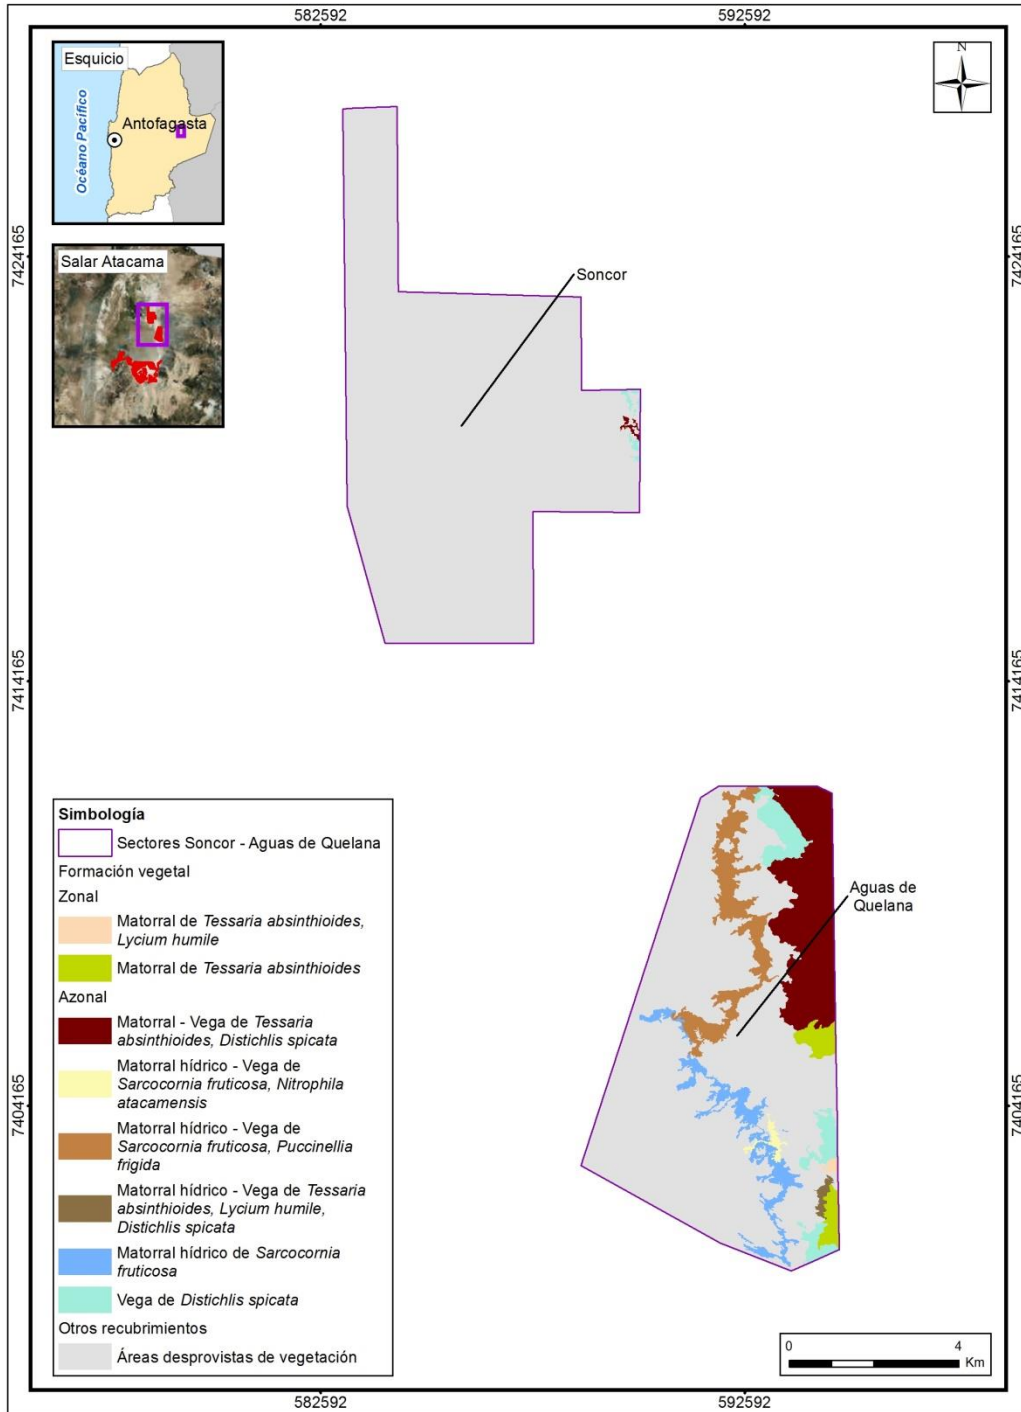 582592
592592
Esquicio
Océano Pacífico
Antofagasta
N
7424165
7424165
Salar Atacama
Soncor
7414165
7414165
Simbología
Sectores Soncor - Aguas de Quelana
Formación vegetal
Zonal
Matorral de Tessaria absinthioides,
Lycium humile
Matorral de Tessaria absinthioides
Azonal
Matorral - Vega de Tessaria
absinthioides, Distichlis spicata
Matorral hídrico - Vega de
Sarcocornia fruticosa, Nitrophila
atacamensis
Matorral hídrico - Vega de
Sarcocornia fruticosa, Puccinellia
frigida
Matorral hídrico - Vega de Tessaria
absinthioides, Lycium humile,
Distichlis spicata
Matorral hídrico de Sarcocornia
fruticosa
Vega de Distichlis spicata
Otros recubrimientos
Áreas desprovistas de vegetación
Aguas de
Quelana
7404165
7404165
0 4
Km
582592
592592